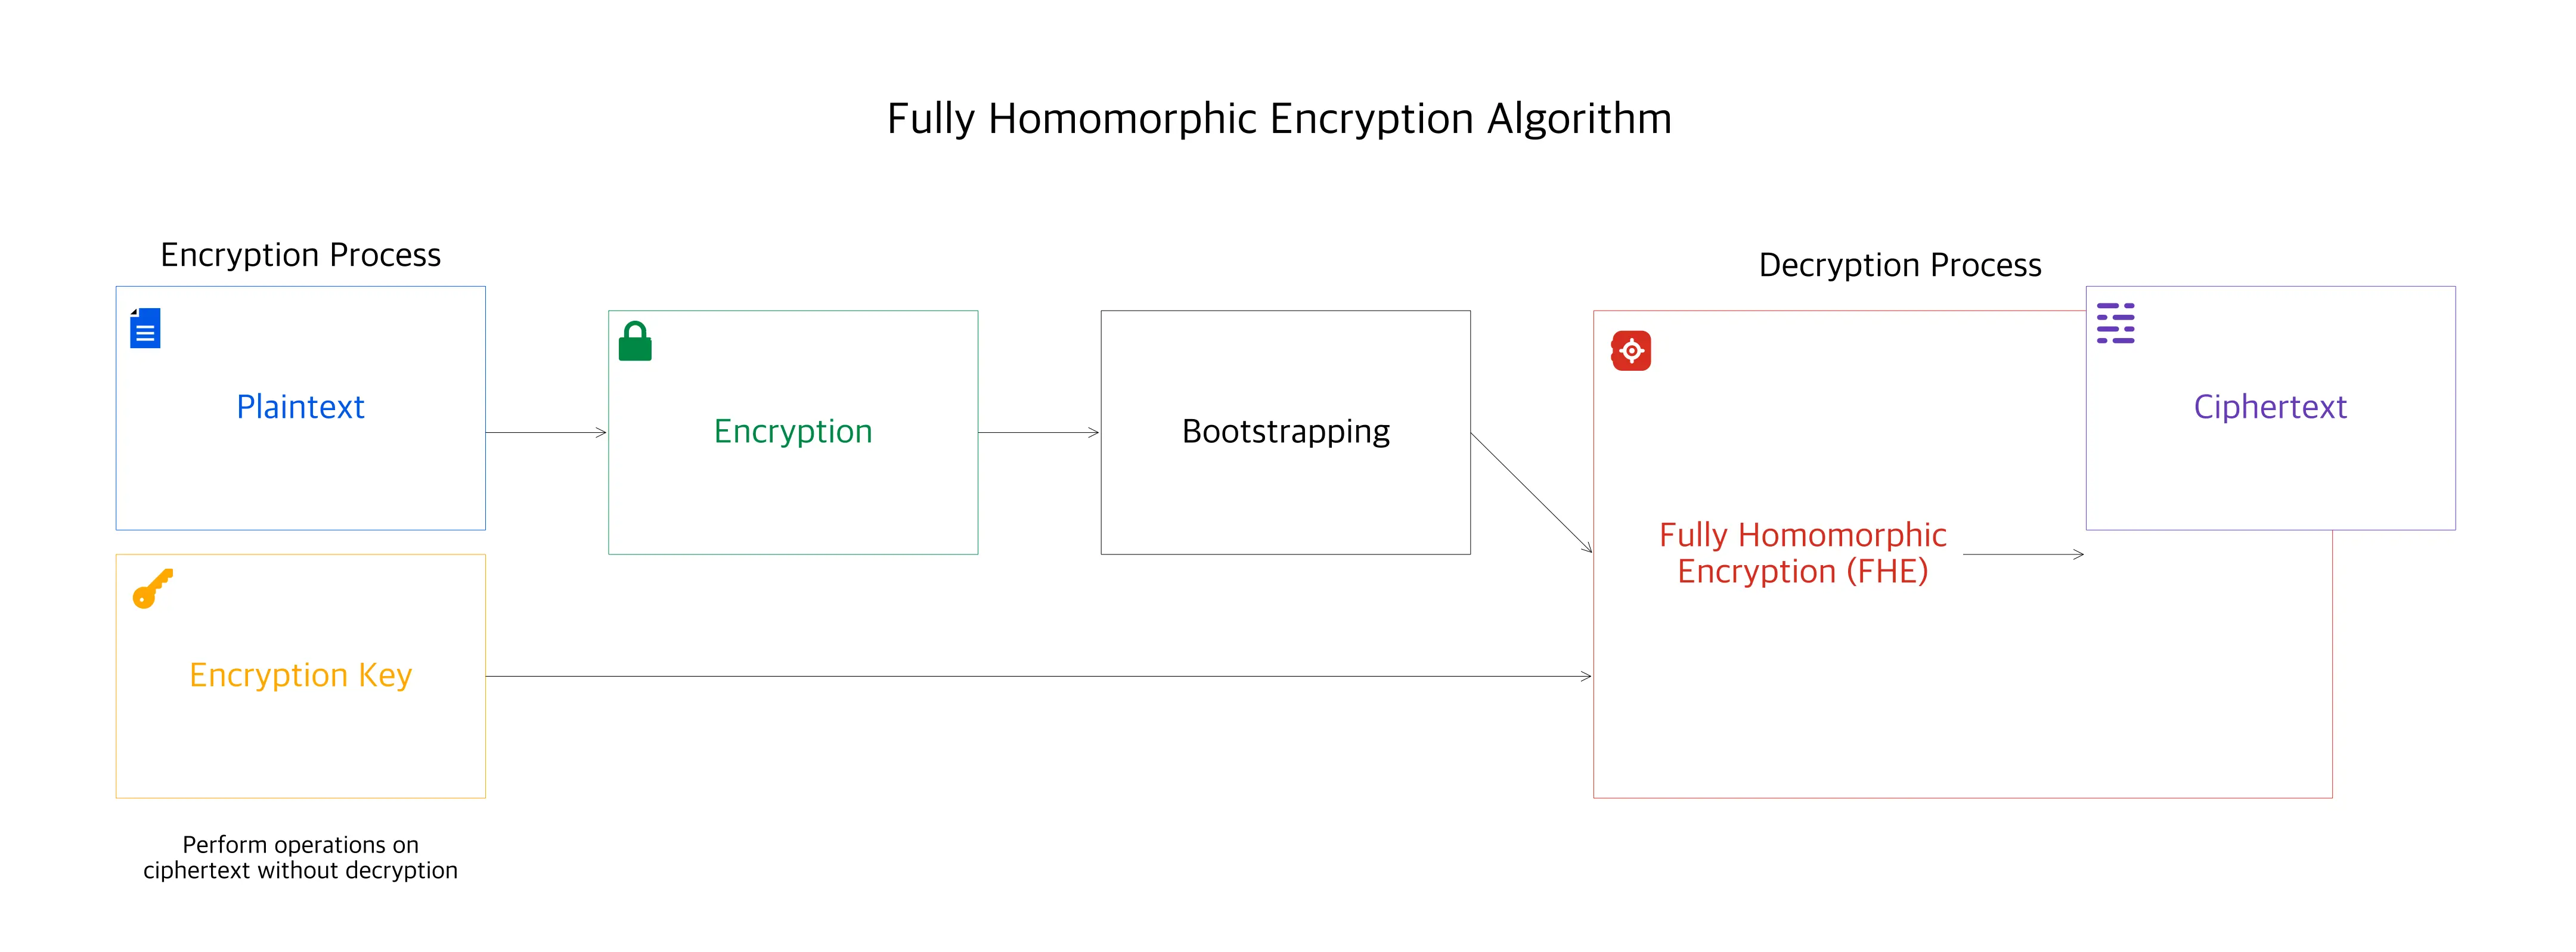 Fully Homomorphic Encryption Algorithm
Encryption Process
Decryption Process
Plaintext
Encryption
Bootstrapping
Fully Homomorphic
Encryption (FHE)
Ciphertext
Encryption Key
Perform operations on
ciphertext without decryption